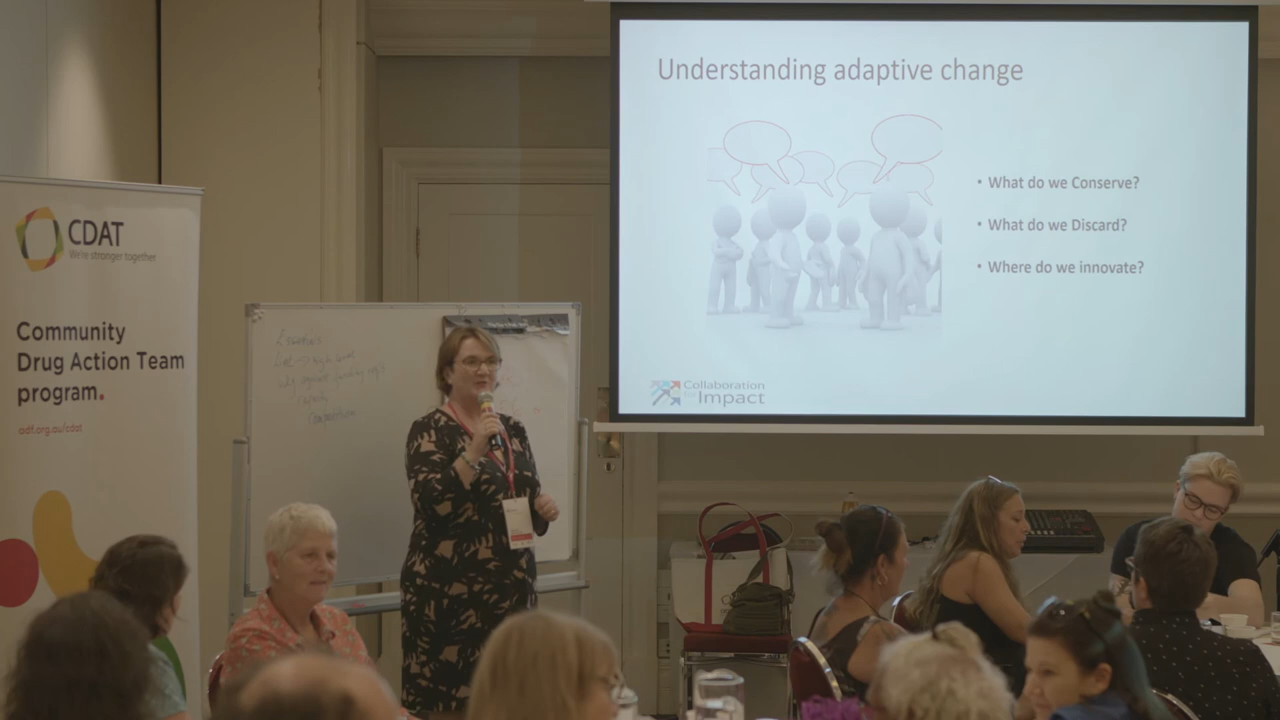 Understanding adaptive change
• What do we Conserve?
• What do we Discard?
• Where do we innovate?
Collaboration
for Impact
CDAT
We're stronger together
Community
Drug Action Team
program.
adf.org.au/cdat